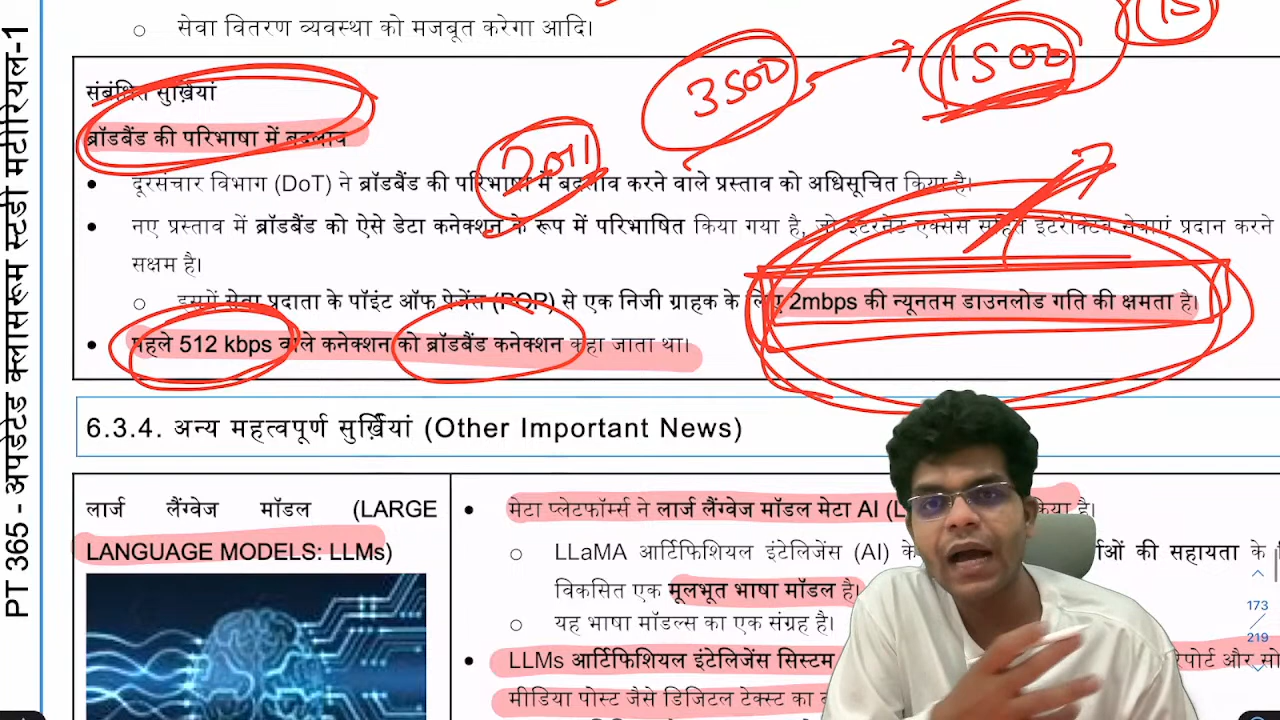 PT 365 - अपडेटेड क्लासरूम स्टडी मटीरियल-1
सेवा वितरण व्यवस्था को मजबूत करेगा आदि।
3500
1500
15
संबंधित सुर्ख़ियां
ब्रॉडबैंड की परिभाषा में बदलाव
दूरसंचार विभाग (DoT) ने ब्रॉडबैंड की परिभाषा में बदलाव करने वाले प्रस्ताव को अधिसूचित किया है।
नए प्रस्ताव में ब्रॉडबैंड को ऐसे डेटा कनेक्शन के रूप में परिभाषित किया गया है, जो इंटरनेट एक्सेस सहित इंटरैक्टिव सेवाएं प्रदान करने
सक्षम है।
इसमें सेवा प्रदाता के पॉइंट ऑफ प्रेजेंस (POP) से एक निजी ग्राहक के लिए 2mbps की न्यूनतम डाउनलोड गति की क्षमता है।
पहले 512 kbps वाले कनेक्शन को ब्रॉडबैंड कनेक्शन कहा जाता था।
6.3.4. अन्य महत्वपूर्ण सुर्ख़ियां (Other Important News)
लार्ज लैंग्वेज मॉडल (LARGE
LANGUAGE MODELS: LLMs)
मेटा प्लेटफॉर्म्स ने लार्ज लैंग्वेज मॉडल मेटा AI किया है।
LLaMA आर्टिफिशियल इंटेलिजेंस (AI) की सहायता के
विकसित एक मूलभूत भाषा मॉडल है।
यह भाषा मॉडल्स का एक संग्रह है।
LLMs आर्टिफिशियल इंटेलिजेंस सिस्टम
मीडिया पोस्ट जैसे डिजिटल टेक्स्ट का
173
219